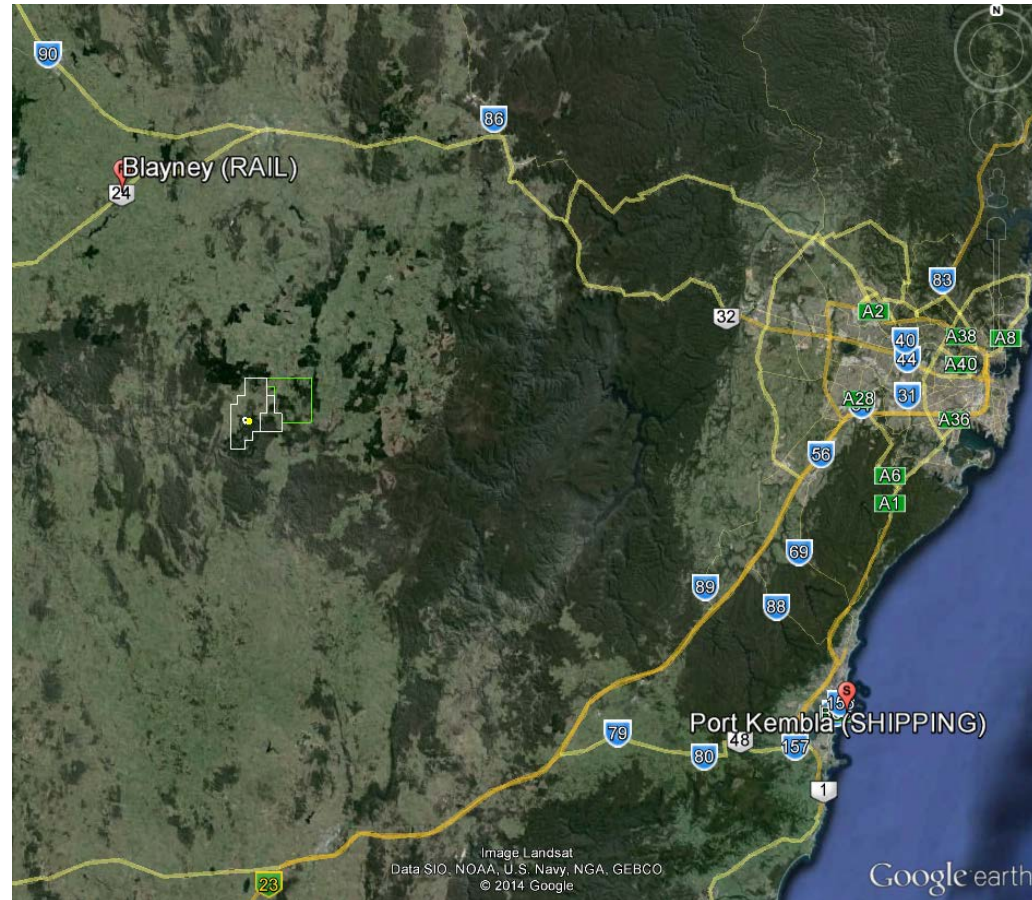 N
90
86
Blayney (RAIL)
24
83
32
A2
40
A38
A8
44
A40
31
A28
A36
56
A6
A1
69
89
88
S
Port Kembla (SHIPPING)
79
48
80
157
1
Image Landsat
Data SIO, NOAA, U.S. Navy, NGA, GEBCO
© 2014 Google
23
Google earth